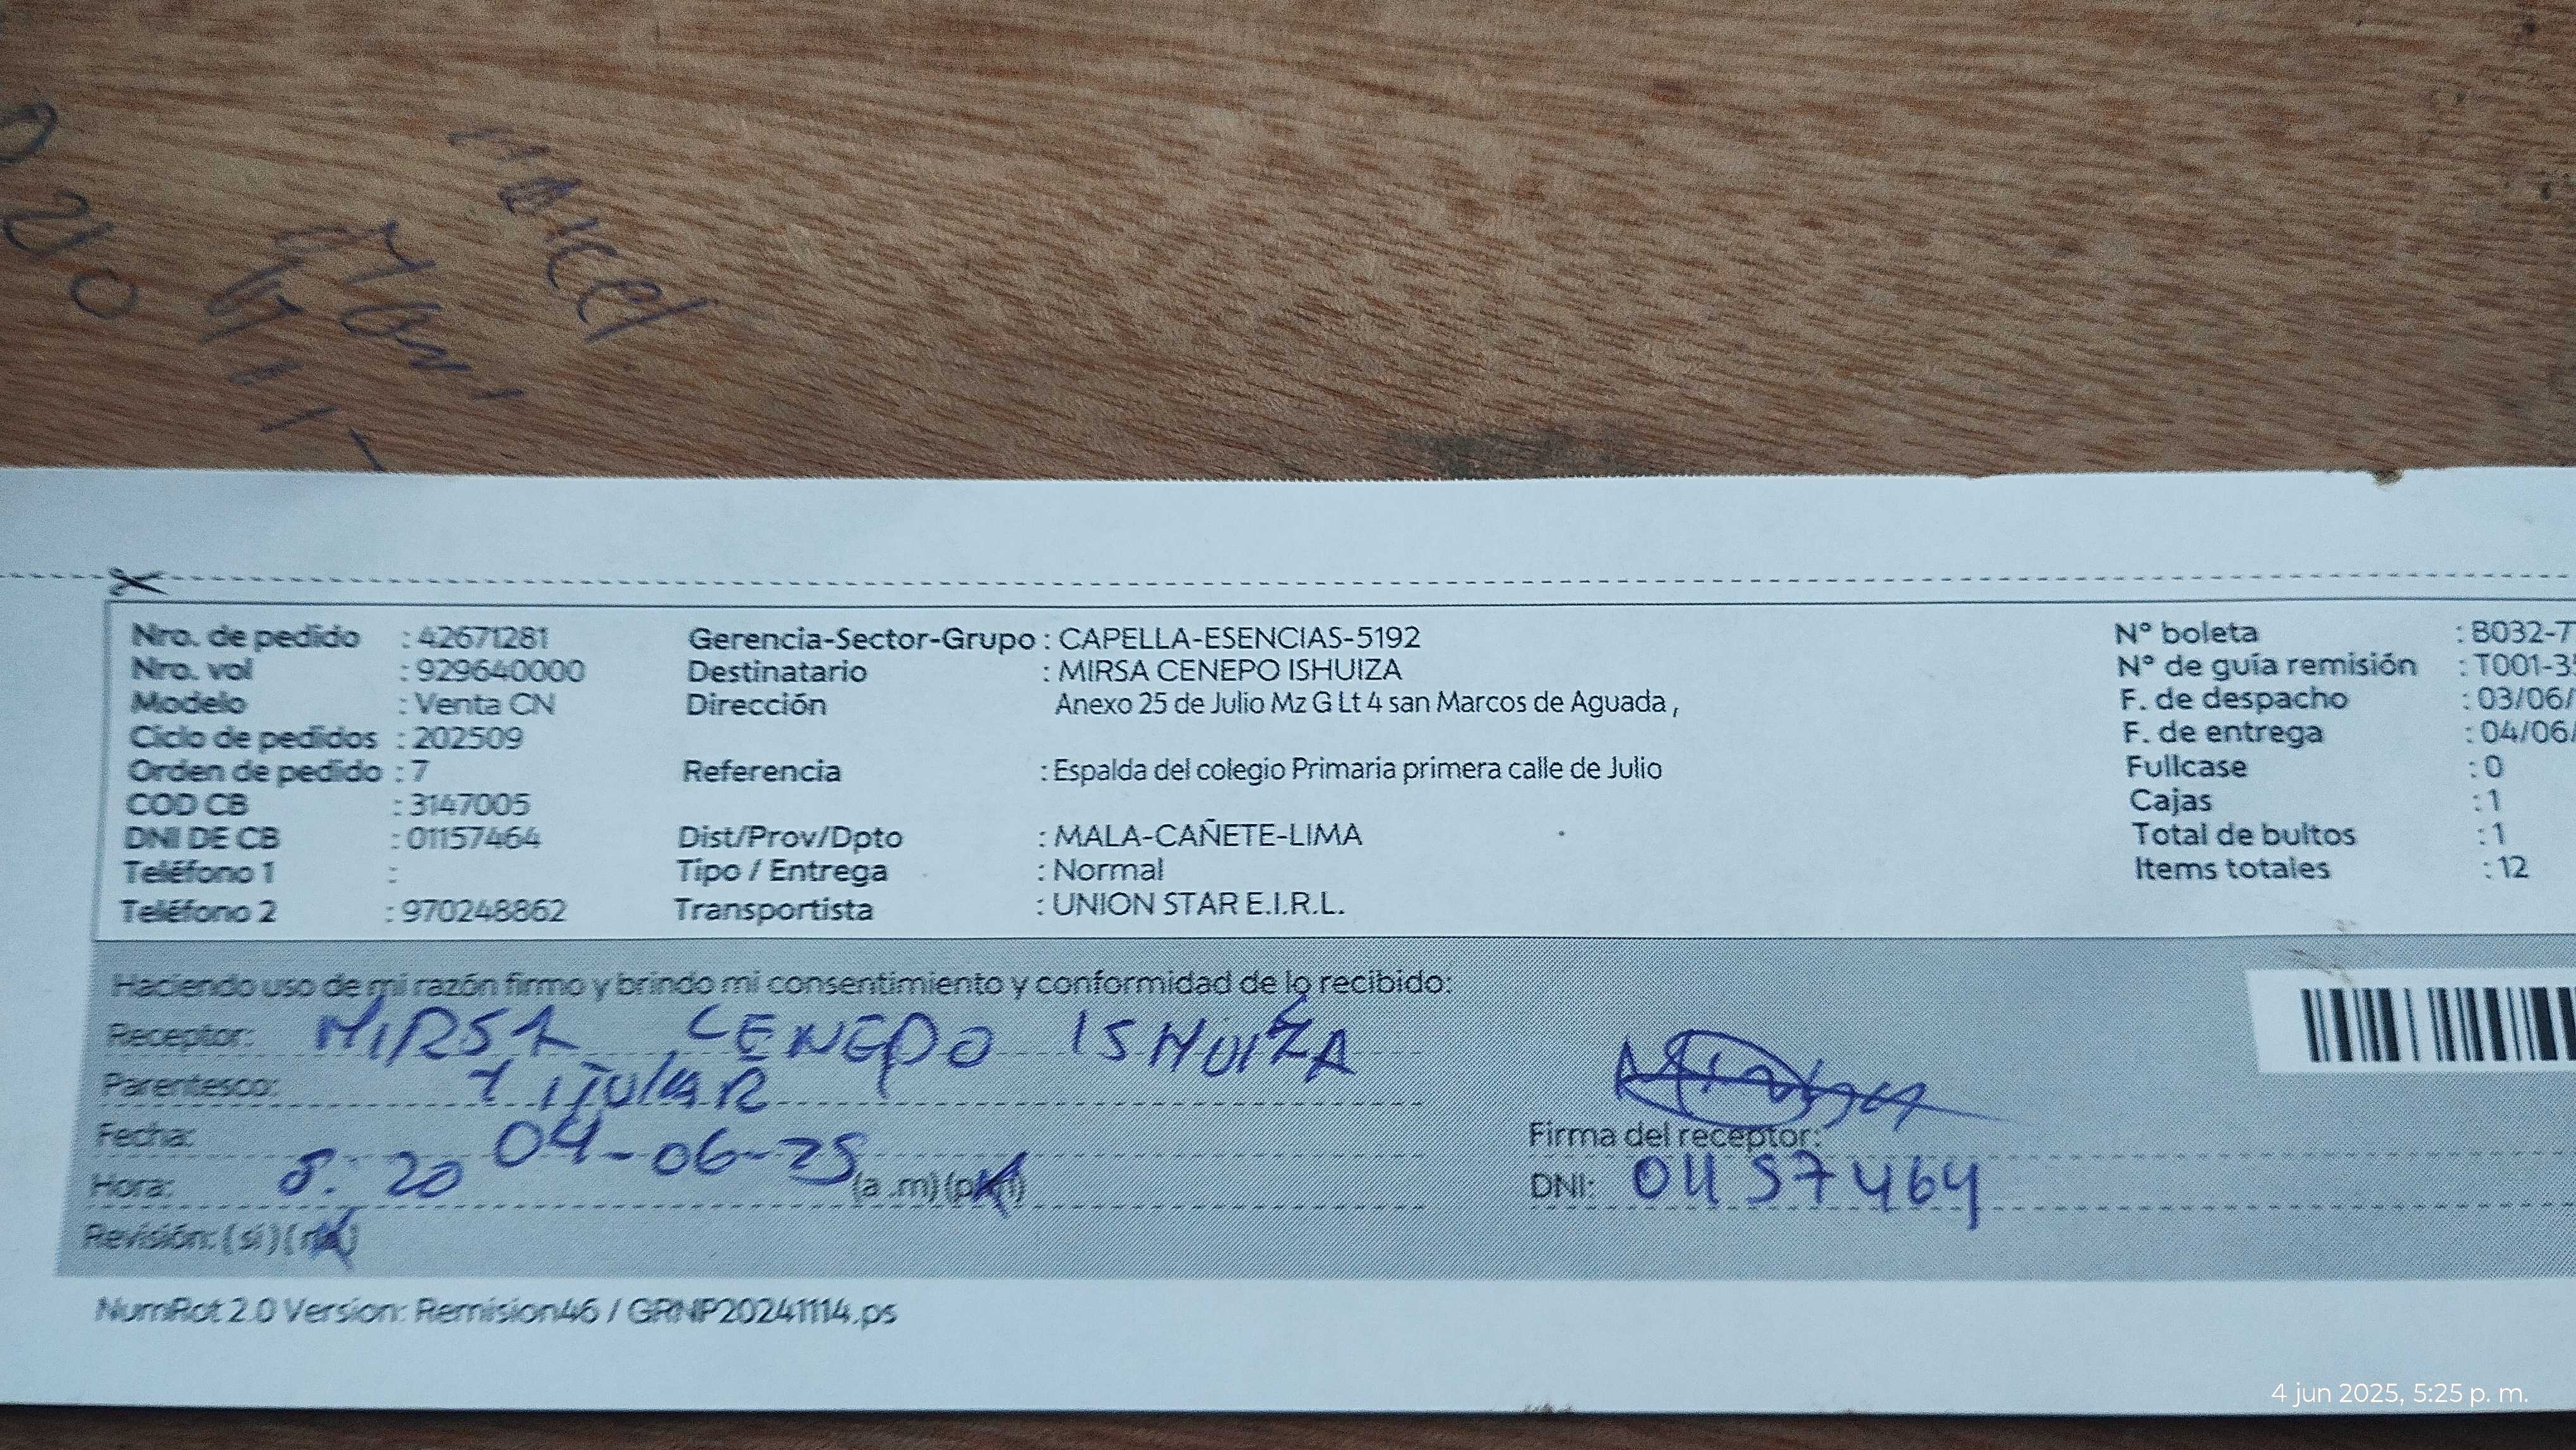 Nro. de pedido : 42671281
Nro. vol : 929640000
Modelo : Venta CN
Ciclo de pedidos : 202509
Orden de pedido : 7
COD CB : 3147005
DNI DE CB : 01157464
Teléfono 1 :
Teléfono 2 : 970248862
Gerencia-Sector-Grupo : CAPELLA-ESENCIAS-5192
Destinatario : MIRSA CENEPO ISHUIZA
Dirección Anexo 25 de Julio Mz G Lt 4 san Marcos de Aguada ,
Referencia : Espalda del colegio Primaria primera calle de Julio
Dist/Prov/Dpto : MALA-CAÑETE-LIMA
Tipo / Entrega : Normal
Transportista : UNION STAR E.I.R.L.
N° boleta : B032-7
N° de guía remisión : T001-3
F. de despacho : 03/06/
F. de entrega : 04/06/
Fullcase : 0
Cajas : 1
Total de bultos : 1
Items totales : 12
Haciendo uso de mi razón firmo y brindo mi consentimiento y conformidad de lo recibido:
Receptor: MIRSA CENEPO ISHUIZA
Parentesco: TITULAR
Fecha: 04-06-25
Hora: 8:20 (a .m) (p.m)
Revisión: ( si ) ( no )
Firma del receptor:
DNI: 01157464
NumRot 2.0 Version: Remision46 / GRNP20241114.ps
4 jun 2025, 5:25 p. m.